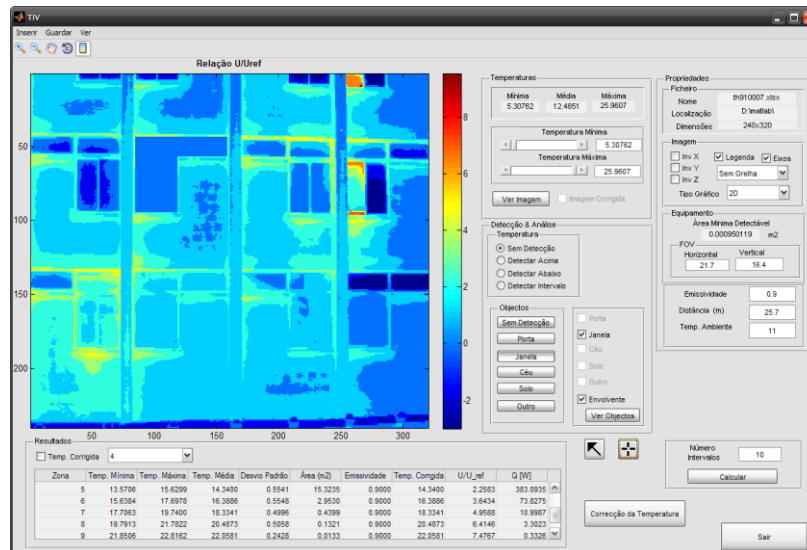 TIV
Inserir Guardar Ver
Relação U/Uref
50
100
150
200
50 100 150 200 250 300
8
6
4
2
0
-2
Temperaturas
Mínima Média Máxima
5.30762 12.4851 25.9607
Temperatura Mínima
5.30762
Temperatura Máxima
25.9607
Ver Imagem Imagem Corrigida
Detecção & Análise
Temperatura
Sem Detecção
Detectar Acima
Detectar Abaixo
Detectar Intervalo
Objectos
Sem Detecção
Porta
Janela
Céu
Solo
Outro
Porta
Janela
Céu
Solo
Outro
Envolvente
Ver Objectos
Propriedades
Ficheiro
Nome th910007.xlsx
Localização D:\matlab\
Dimensões 240x320
Imagem
Inv X Legenda Eixos
Inv Y Sem Grelha
Inv Z
Tipo Gráfico 2D
Equipamento
Àrea Minima Detectável
0.000950119 m2
FOV
Horizontal Vertical
21.7 16.4
Emissividade 0.9
Distância (m) 25.7
Temp. Ambiente 11
Resultados
Temp. Corrigida 4
Zona Temp. Mínima Temp. Máxima Temp. Média Desvio Padrão Área (m2) Emissividade Temp. Corrigida U/U_ref Q [W]
5 13.5706 15.6299 14.3400 0.5541 15.3235 0.9000 14.3400 2.2583 383.0935
6 15.6384 17.6978 16.3886 0.5548 2.9530 0.9000 16.3886 3.6434 73.8275
7 17.7063 19.7400 18.3341 0.4996 0.4399 0.9000 18.3341 4.9588 10.9987
8 19.7913 21.7822 20.4873 0.5058 0.1321 0.9000 20.4873 6.4146 3.3023
9 21.8506 22.8162 22.0581 0.2428 0.0133 0.9000 22.0581 7.4767 0.3326
Número Intervalos 10
Calcular
Correcção da Temperatura
Sair